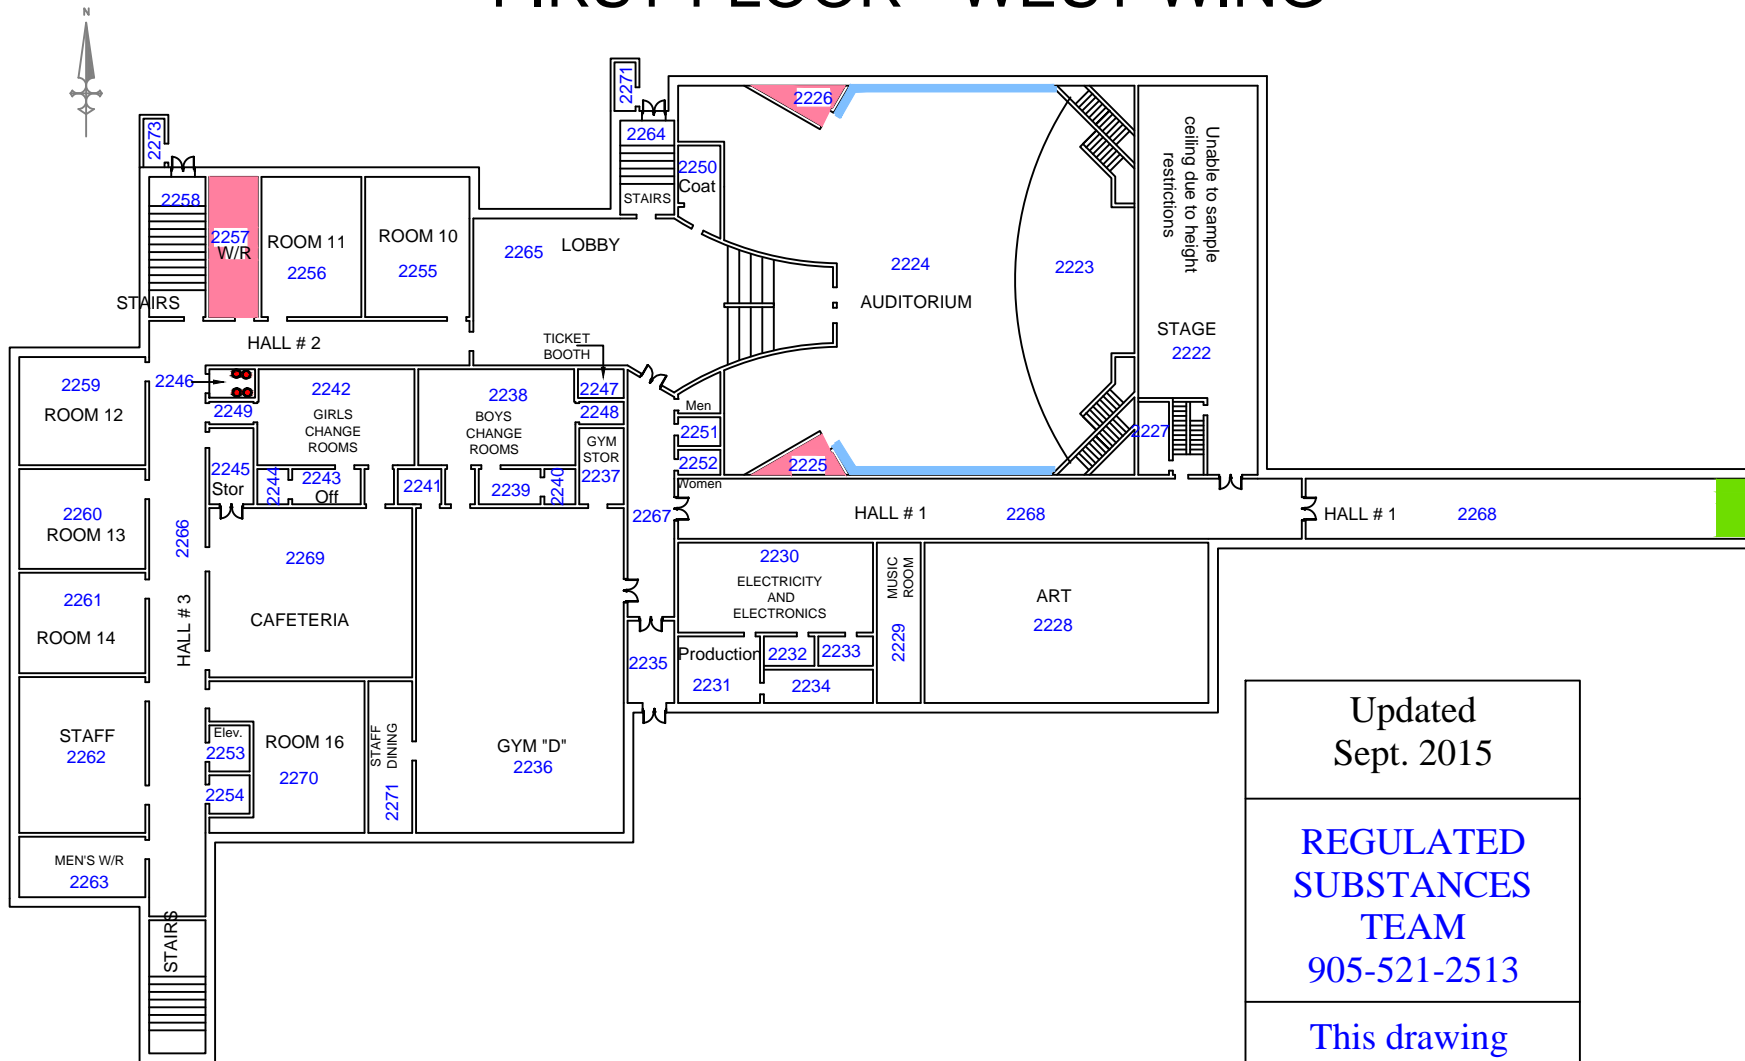 FIRST FLOOR - WEST WING
N
2271
2226
2264
2273
2250
Coat
STAIRS
Unable to sample
ceiling due to height
restrictions
2258
2257
W/R
ROOM 11
2256
ROOM 10
2255
2265
LOBBY
2224
AUDITORIUM
2223
STAGE
2222
STAIRS
HALL # 2
TICKET
BOOTH
2259
ROOM 12
2246
2249
2242
GIRLS
CHANGE
ROOMS
2238
BOYS
CHANGE
ROOMS
2247
2248
GYM
STOR
2237
Men
2251
2252
Women
2225
2227
2245
Stor
2244
2243
Off
2241
2239
2240
2260
ROOM 13
2266
HALL # 3
2267
HALL # 1
2268
HALL # 1
2268
2269
CAFETERIA
2261
ROOM 14
2230
ELECTRICITY
AND
ELECTRONICS
MUSIC
ROOM
2229
ART
2228
2235
Production
2231
2232
2233
2234
STAFF
2262
Elev.
2253
2254
ROOM 16
2270
STAFF
DINING
2271
GYM "D"
2236
MEN'S W/R
2263
STAIRS
Updated
Sept. 2015
REGULATED
SUBSTANCES
TEAM
905-521-2513
This drawing